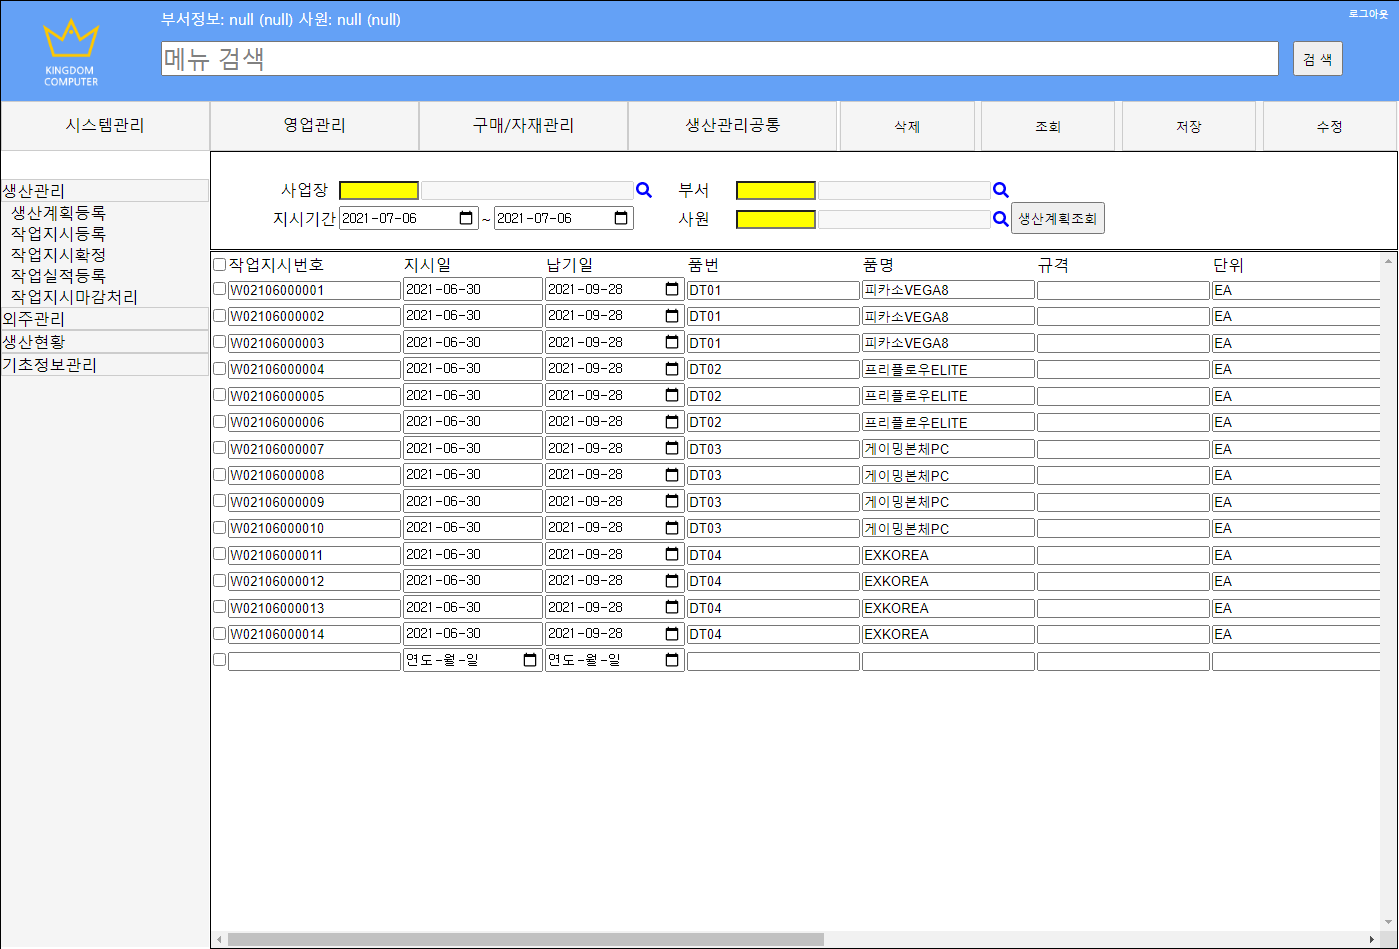 부서정보: null (null) 사원: null (null)
로그아웃
KINGDOM
COMPUTER
메뉴 검색
검 색
시스템관리 영업관리 구매/자재관리 생산관리공통 삭제 조회 저장 수정
생산관리
생산계획등록
작업지시등록
작업지시확정
작업실적등록
작업지시마감처리
외주관리
생산현황
기초정보관리
사업장 부서
지시기간 2021-07-06 ~ 2021-07-06 사원 생산계획조회
작업지시번호 지시일 납기일 품번 품명 규격 단위
W02106000001 2021-06-30 2021-09-28 DT01 피카소VEGA8 EA
W02106000002 2021-06-30 2021-09-28 DT01 피카소VEGA8 EA
W02106000003 2021-06-30 2021-09-28 DT01 피카소VEGA8 EA
W02106000004 2021-06-30 2021-09-28 DT02 프리플로우ELITE EA
W02106000005 2021-06-30 2021-09-28 DT02 프리플로우ELITE EA
W02106000006 2021-06-30 2021-09-28 DT02 프리플로우ELITE EA
W02106000007 2021-06-30 2021-09-28 DT03 게이밍본체PC EA
W02106000008 2021-06-30 2021-09-28 DT03 게이밍본체PC EA
W02106000009 2021-06-30 2021-09-28 DT03 게이밍본체PC EA
W02106000010 2021-06-30 2021-09-28 DT03 게이밍본체PC EA
W02106000011 2021-06-30 2021-09-28 DT04 EXKOREA EA
W02106000012 2021-06-30 2021-09-28 DT04 EXKOREA EA
W02106000013 2021-06-30 2021-09-28 DT04 EXKOREA EA
W02106000014 2021-06-30 2021-09-28 DT04 EXKOREA EA
연도-월-일 연도-월-일